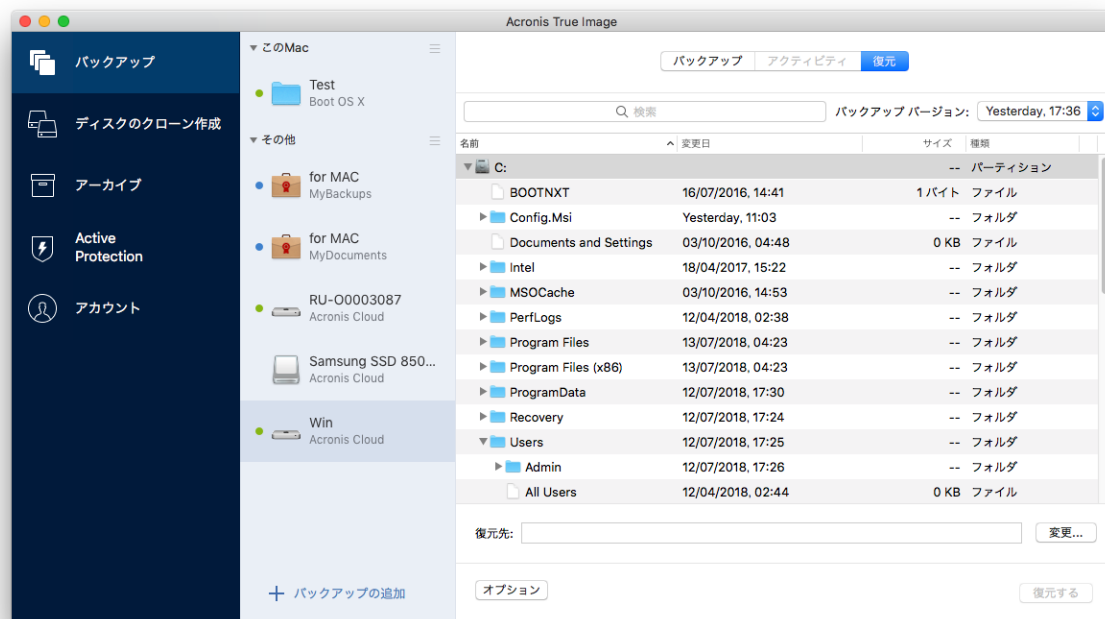 Acronis True Image
バックアップ
ディスクのクローン作成
アーカイブ
Active
Protection
アカウント
このMac
Test
Boot OS X
その他
for MAC
MyBackups
for MAC
MyDocuments
RU-O0003087
Acronis Cloud
Samsung SSD 850...
Acronis Cloud
Win
Acronis Cloud
バックアップの追加
バックアップ アクティビティ 復元
検索 バックアップ バージョン: Yesterday, 17:36
名前 変更日 サイズ 種類
C: -- パーティション
BOOTNXT 16/07/2016, 14:41 1 バイト ファイル
Config.Msi Yesterday, 11:03 -- フォルダ
Documents and Settings 03/10/2016, 04:48 0 KB ファイル
Intel 18/04/2017, 15:22 -- フォルダ
MSOCache 03/10/2016, 14:53 -- フォルダ
PerfLogs 12/04/2018, 02:38 -- フォルダ
Program Files 13/07/2018, 04:23 -- フォルダ
Program Files (x86) 13/07/2018, 04:23 -- フォルダ
ProgramData 12/07/2018, 17:30 -- フォルダ
Recovery 12/07/2018, 17:24 -- フォルダ
Users 12/07/2018, 17:25 -- フォルダ
Admin 12/07/2018, 17:26 -- フォルダ
All Users 12/04/2018, 02:44 0 KB ファイル
復元先: 変更...
オプション 復元する